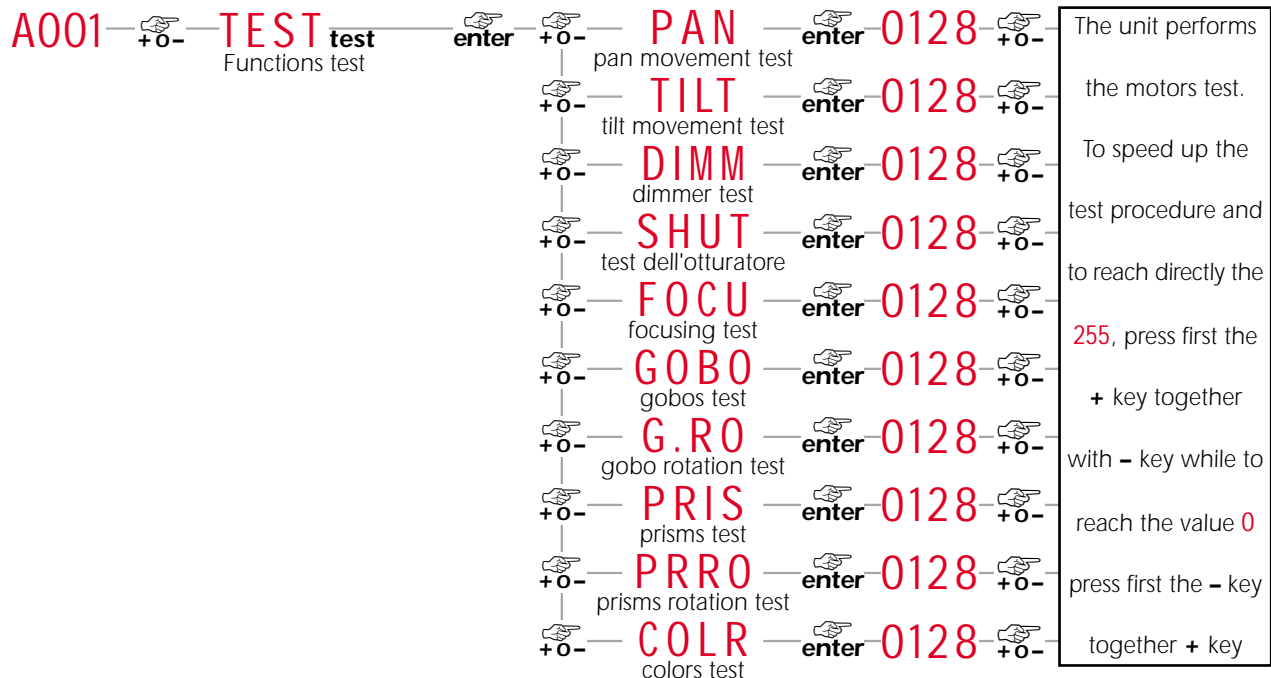 A001 +o- TEST test enter +o- PAN enter 0128 +o-
Functions test
pan movement test
+o- TILT enter 0128 +o-
tilt movement test
+o- DIMM enter 0128 +o-
dimmer test
+o- SHUT enter 0128 +o-
test dell'otturatore
+o- FOCU enter 0128 +o-
focusing test
+o- GOBO enter 0128 +o-
gobos test
+o- G.RO enter 0128 +o-
gobo rotation test
+o- PRIS enter 0128 +o-
prisms test
+o- PRRO enter 0128 +o-
prisms rotation test
+o- COLR enter 0128 +o-
colors test
The unit performs
the motors test.
To speed up the
test procedure and
to reach directly the
255, press first the
+ key together
with – key while to
reach the value 0
press first the – key
together + key